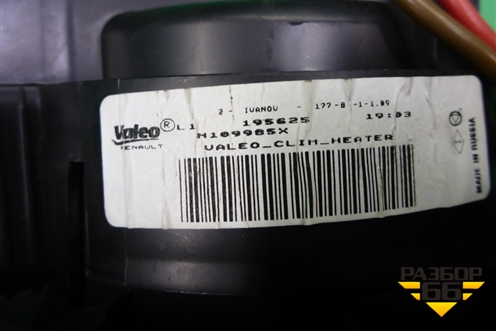 2 - IVANOV - 177-8 -1-1.09
Valeo® L1 195625 19:03
RENAULT N109985X
VALEO_CLIM_HEATER
MADE IN RUSSIA
РАЗБОР
66